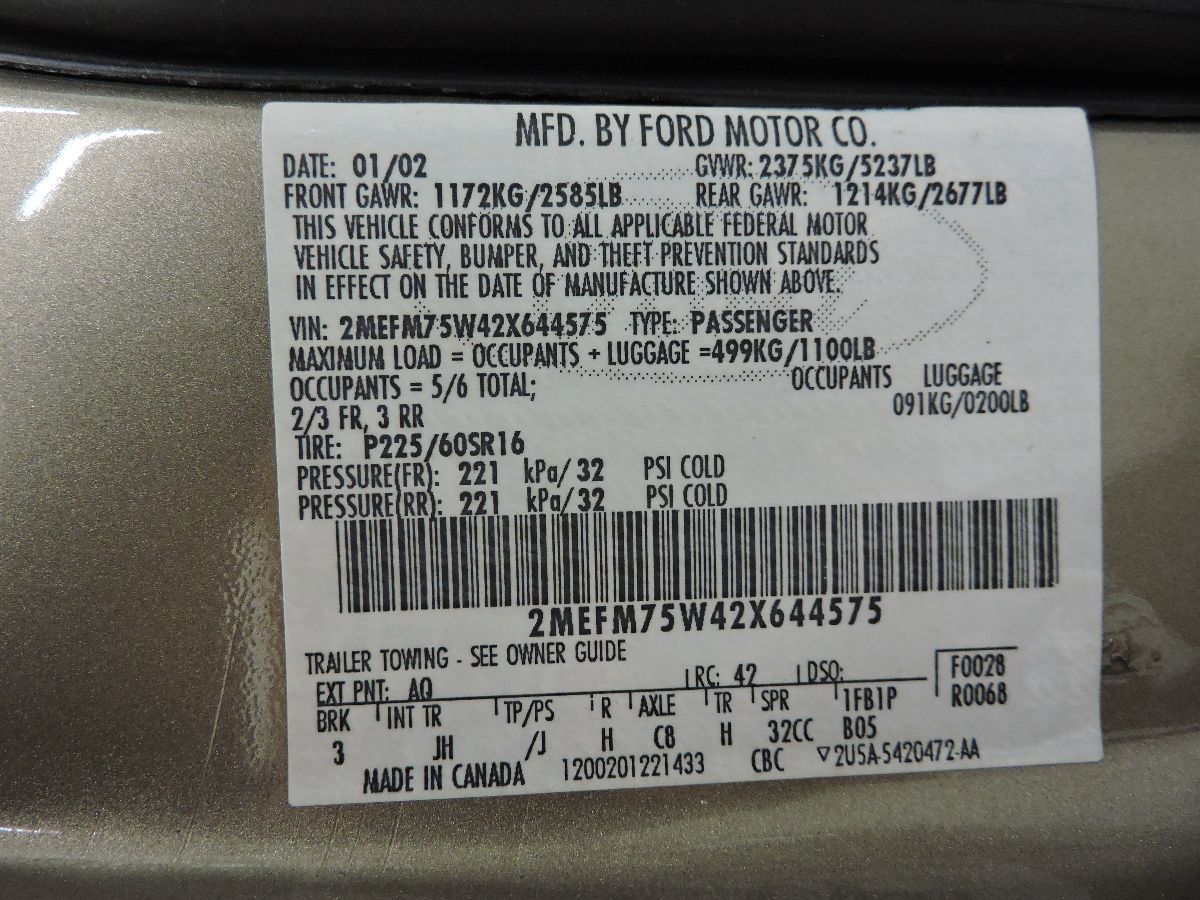 MFD. BY FORD MOTOR CO.
DATE: 01/02 GVWR: 2375KG/5237LB
FRONT GAWR: 1172KG/2585LB REAR GAWR: 1214KG/2677LB
THIS VEHICLE CONFORMS TO ALL APPLICABLE FEDERAL MOTOR
VEHICLE SAFETY, BUMPER, AND THEFT PREVENTION STANDARDS
IN EFFECT ON THE DATE OF MANUFACTURE SHOWN ABOVE.
VIN: 2MEFM75W42X644575 TYPE: PASSENGER
MAXIMUM LOAD = OCCUPANTS + LUGGAGE =499KG/1100LB
OCCUPANTS = 5/6 TOTAL; OCCUPANTS LUGGAGE
2/3 FR, 3 RR 091KG/0200LB
TIRE: P225/60SR16
PRESSURE(FR): 221 kPa/ 32 PSI COLD
PRESSURE(RR): 221 kPa/ 32 PSI COLD
2MEFM75W42X644575
TRAILER TOWING - SEE OWNER GUIDE
EXT PNT: AQ RC: 42 DSO: F0028
BRK INT TR TP/PS R AXLE TR SPR 1FB1P R0068
3 JH /J H C8 H 32CC B05
MADE IN CANADA 1200201221433 CBC ▽2U5A-5420472-AA